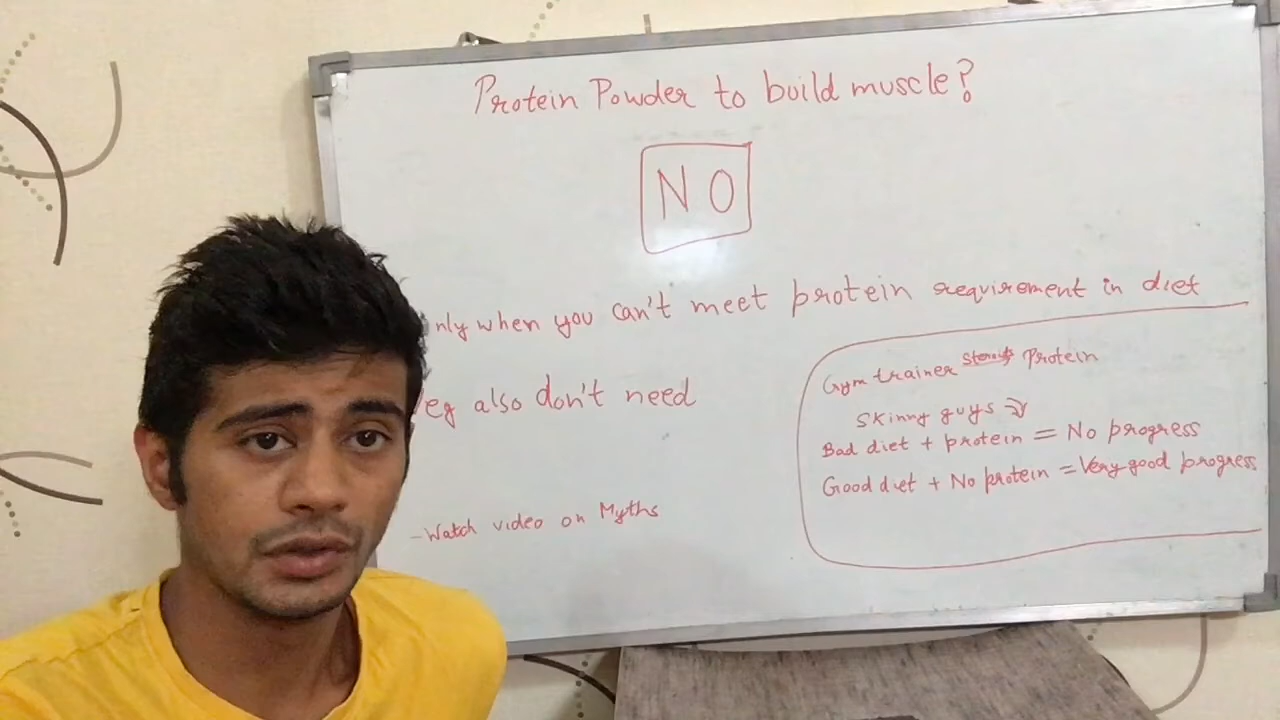 Protein Powder to build muscle?
NO
nly when you can't meet protein requirement in diet
eg also don't need
-Watch video on Myths
Gym trainer Steroids Protein
Skinny guys
Bad diet + protein = No progress
Good diet + No protein = Very good progress